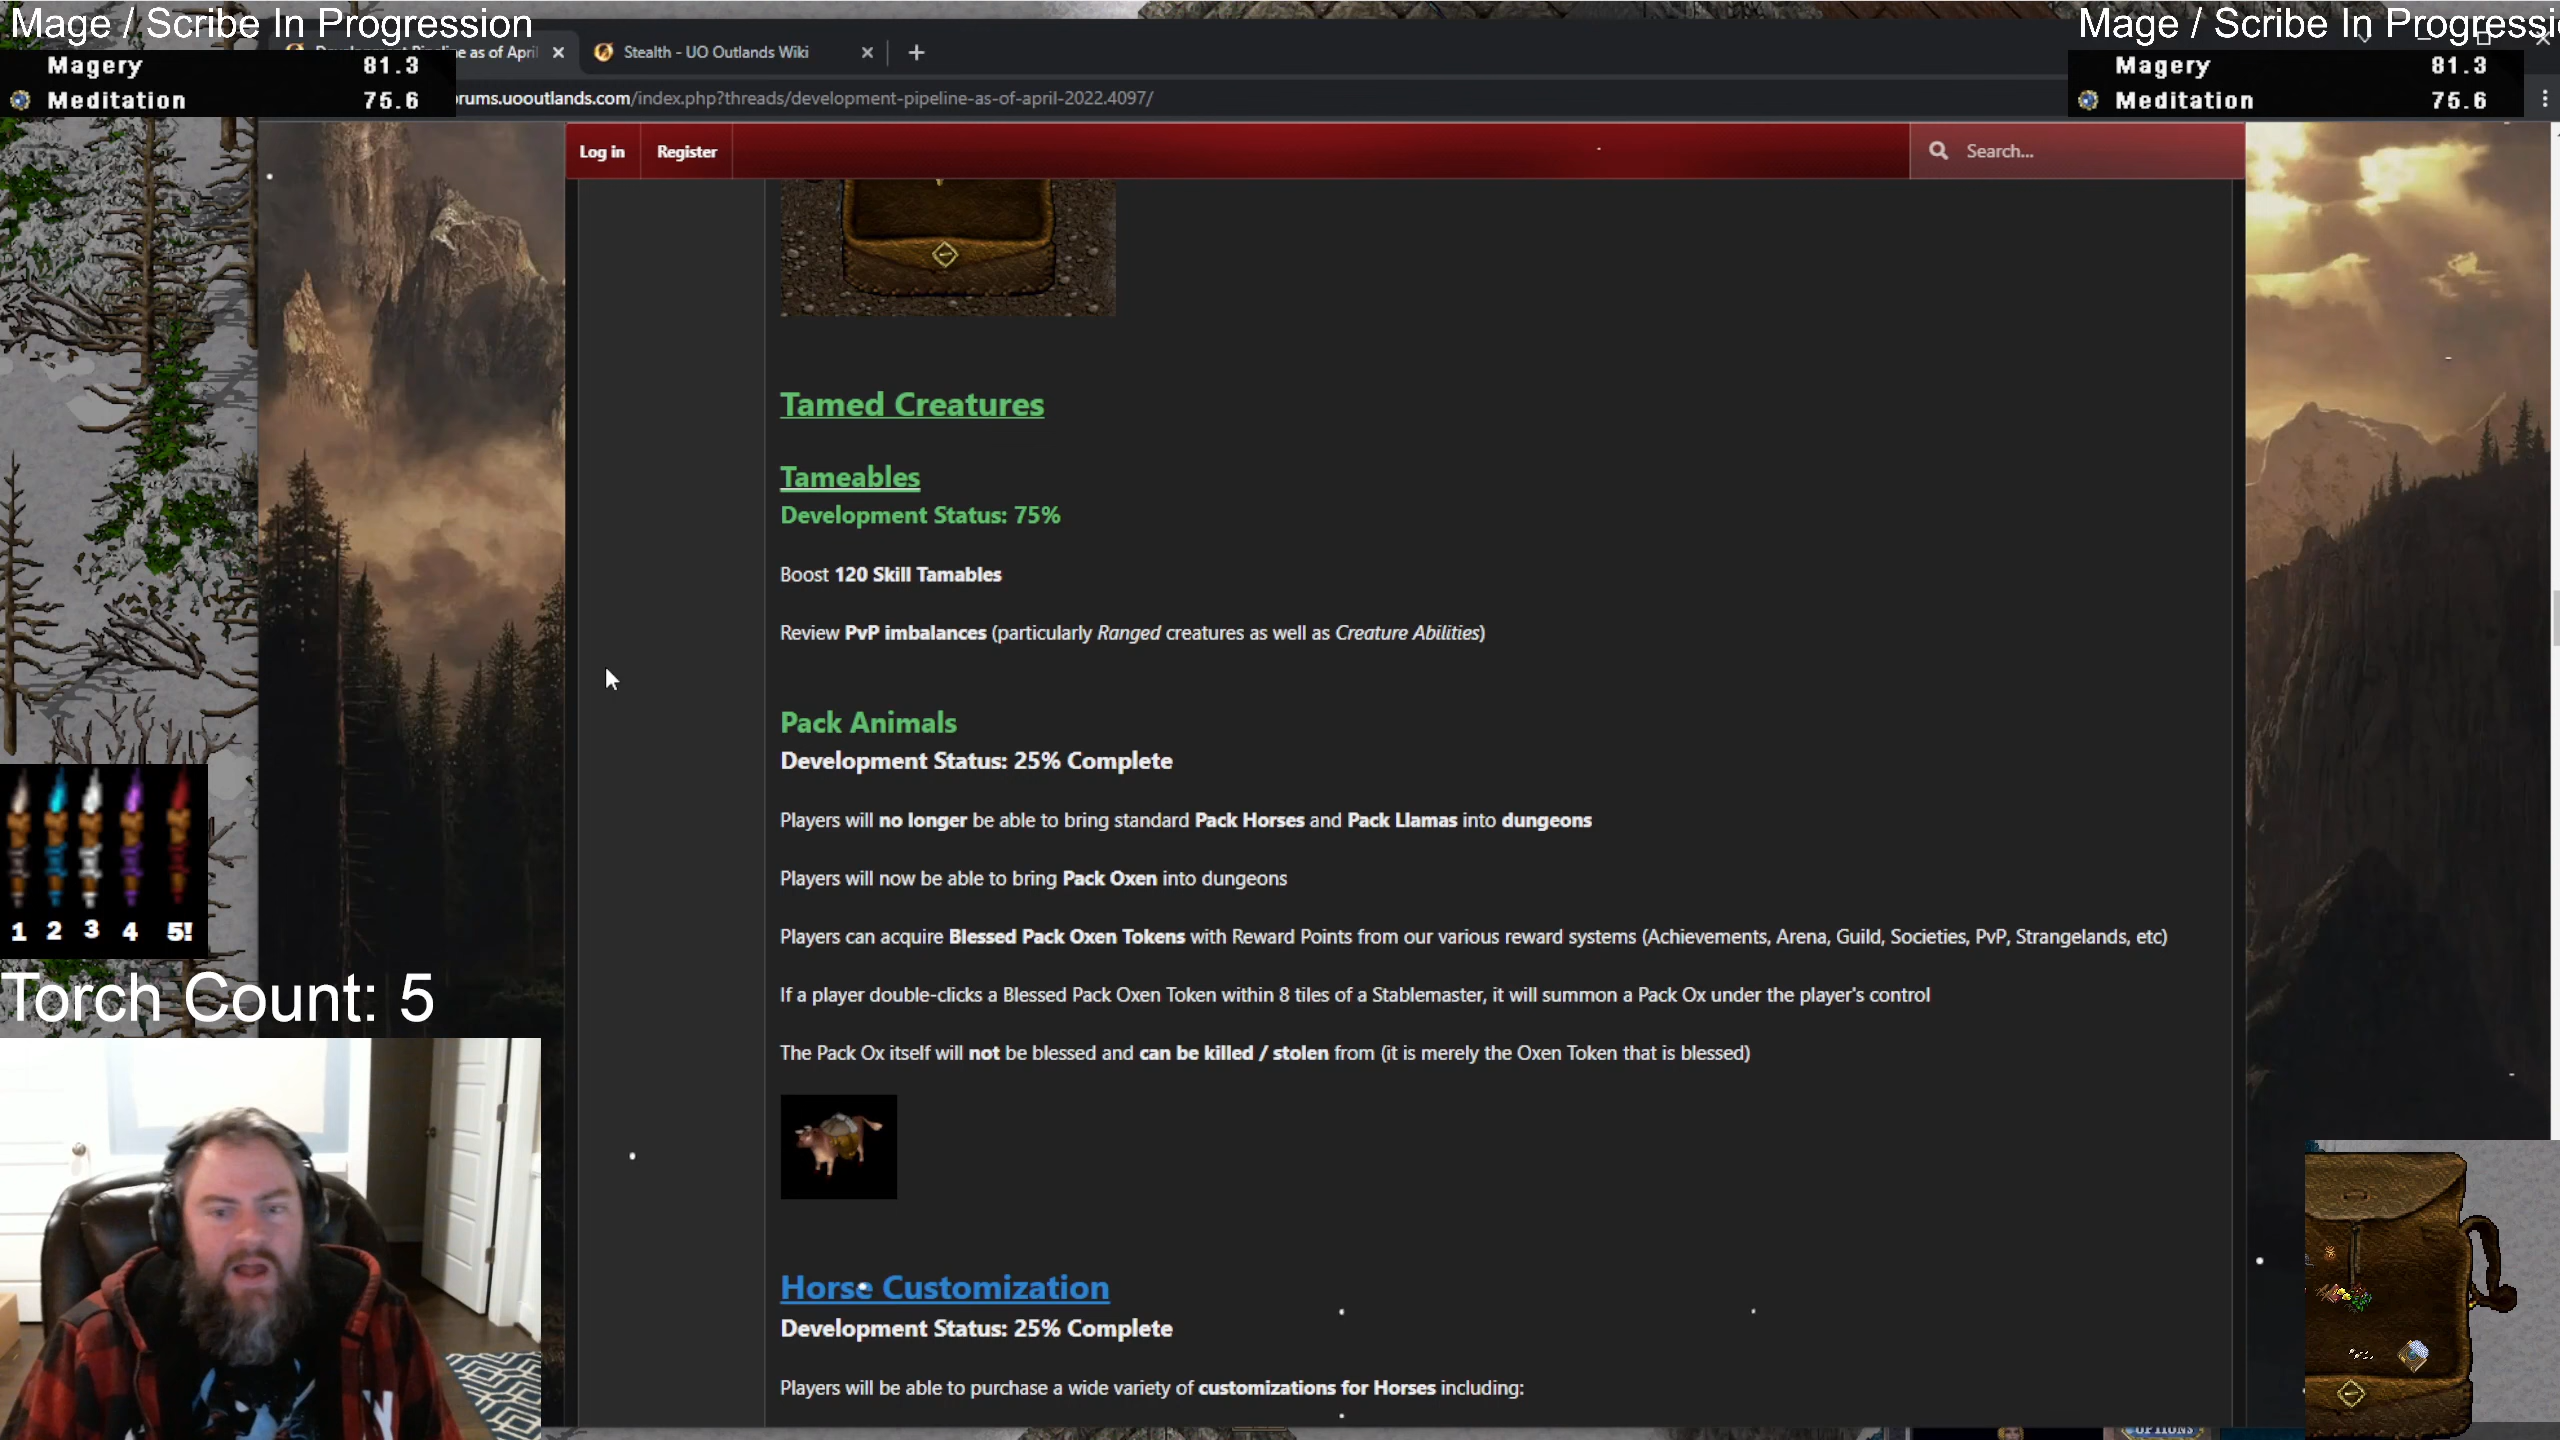 Mage / Scribe In Progression
Magery 81.3
Meditation 75.6
e as of April
Stealth - UO Outlands Wiki
rums.uooutlands.com/index.php?threads/development-pipeline-as-of-april-2022.4097/
Mage / Scribe In Progressi
Magery 81.3
Meditation 75.6
Log in
Register
Search...
Tamed Creatures
Tameables
Development Status: 75%
Boost 120 Skill Tamables
Review PvP imbalances (particularly Ranged creatures as well as Creature Abilities)
Pack Animals
Development Status: 25% Complete
Players will no longer be able to bring standard Pack Horses and Pack Llamas into dungeons
Players will now be able to bring Pack Oxen into dungeons
Players can acquire Blessed Pack Oxen Tokens with Reward Points from our various reward systems (Achievements, Arena, Guild, Societies, PvP, Strangelands, etc)
If a player double-clicks a Blessed Pack Oxen Token within 8 tiles of a Stablemaster, it will summon a Pack Ox under the player's control
The Pack Ox itself will not be blessed and can be killed / stolen from (it is merely the Oxen Token that is blessed)
Horse Customization
Development Status: 25% Complete
Players will be able to purchase a wide variety of customizations for Horses including:
1 2 3 4 5!
Torch Count: 5
OPTIONS